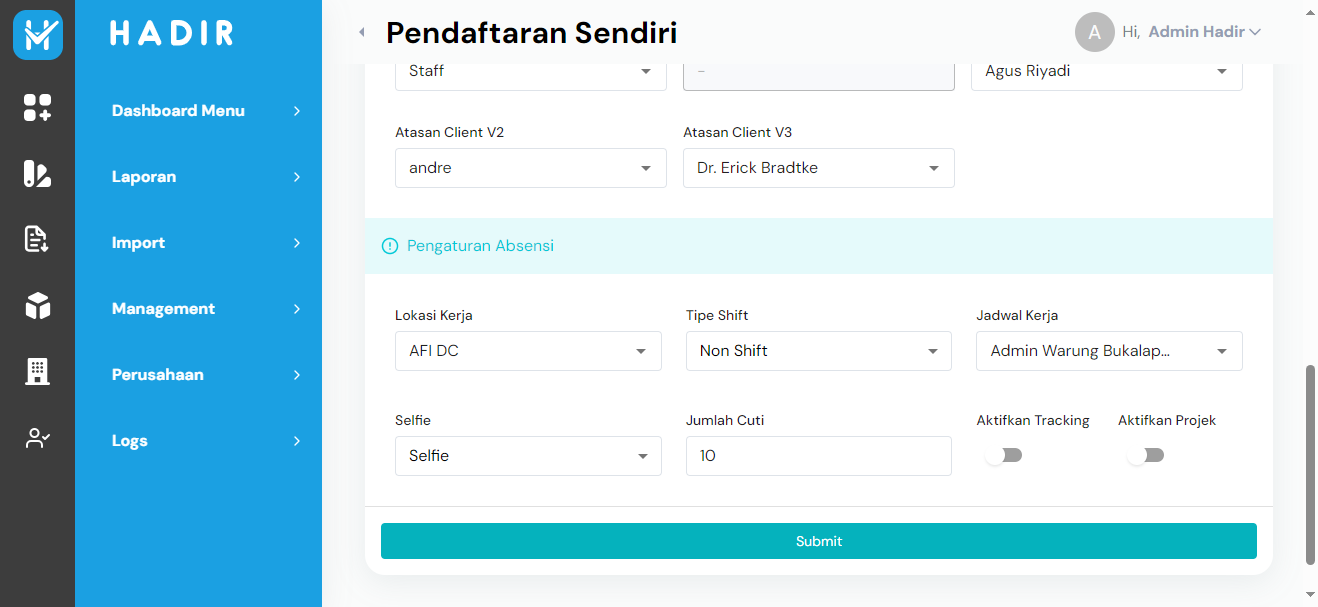 HADIR
Dashboard Menu
Laporan
Import
Management
Perusahaan
Logs
Pendaftaran Sendiri
A Hi, Admin Hadir
Staff - Agus Riyadi
Atasan Client V2 Atasan Client V3
andre Dr. Erick Bradtke
Pengaturan Absensi
Lokasi Kerja Tipe Shift Jadwal Kerja
AFI DC Non Shift Admin Warung Bukalap...
Selfie Jumlah Cuti Aktifkan Tracking Aktifkan Projek
Selfie 10
Submit